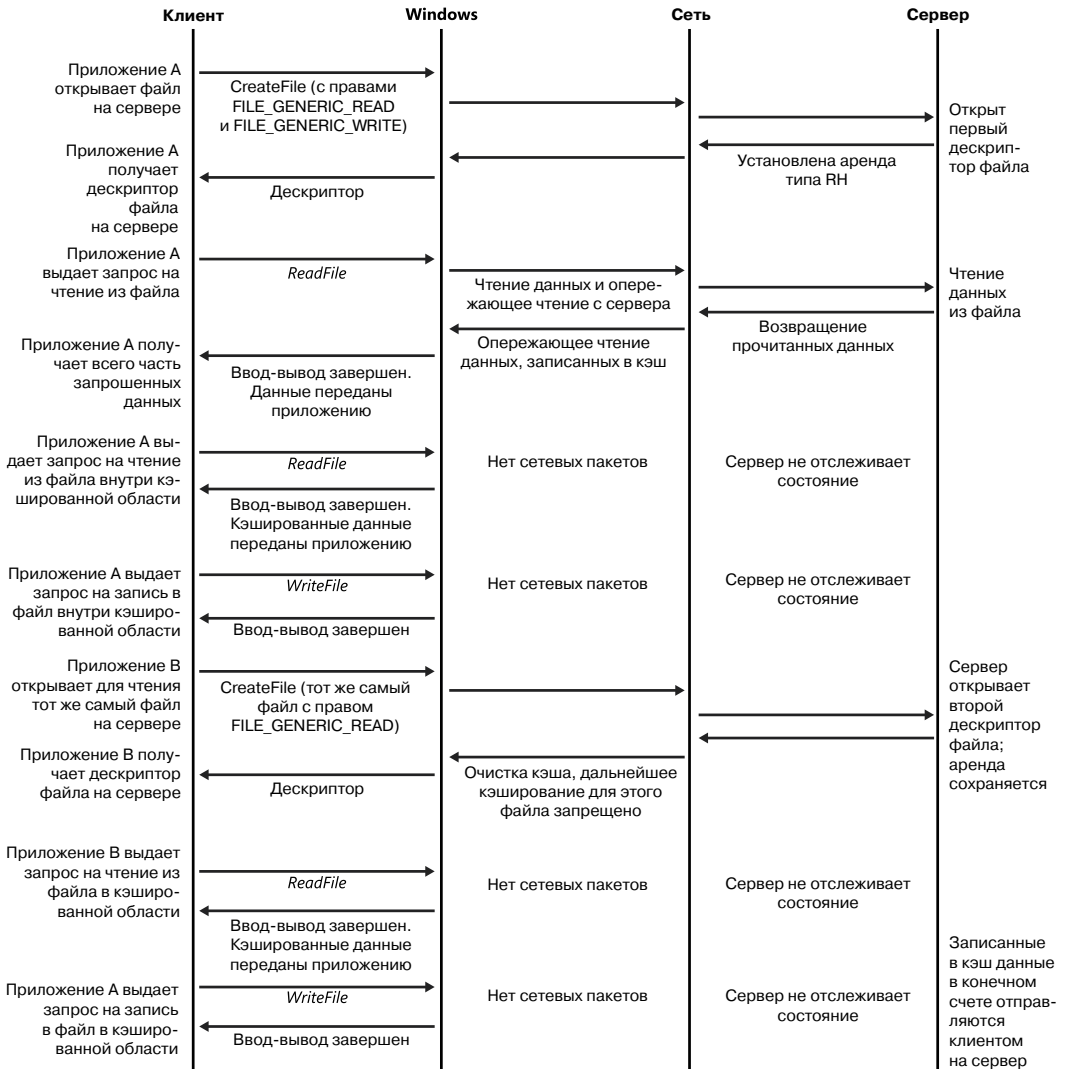 Клиент
Windows
Сеть
Сервер
Приложение A
открывает файл
на сервере
CreateFile (с правами
FILE_GENERIC_READ
и FILE_GENERIC_WRITE)
Открыт
первый
дескрип-
тор файла
Приложение A
получает
дескриптор
файла
на сервере
Дескриптор
Установлена аренда
типа RH
Приложение A
выдает запрос на
чтение из файла
ReadFile
Чтение данных и опере-
жающее чтение с сервера
Чтение
данных
из файла
Возвращение
прочитанных данных
Приложение A полу-
чает всего часть
запрошенных
данных
Опережающее чтение
данных, записанных в кэш
Ввод-вывод завершен.
Данные переданы
приложению
Приложение A вы-
дает запрос на чтение
из файла внутри кэ-
шированной области
ReadFile
Нет сетевых пакетов
Сервер не отслеживает
состояние
Ввод-вывод завершен.
Кэшированные данные
переданы приложению
Приложение A выдает
запрос на запись в
файл внутри кэширо-
ванной области
WriteFile
Нет сетевых пакетов
Сервер не отслеживает
состояние
Ввод-вывод завершен
Приложение B
открывает для чтения
тот же самый файл
на сервере
CreateFile (тот же самый
файл с правом
FILE_GENERIC_READ)
Сервер
открывает
второй
дескриптор
файла;
аренда
сохраняется
Приложение B полу-
чает дескриптор
файла на сервере
Дескриптор
Очистка кэша, дальнейшее
кэширование для этого
файла запрещено
Приложение B выдает
запрос на чтение из
файла в кэширо-
ванной области
ReadFile
Нет сетевых пакетов
Сервер не отслеживает
состояние
Ввод-вывод завершен.
Кэшированные данные
переданы приложению
Приложение A выдает
запрос на запись
в файл в кэширо-
ванной области
WriteFile
Нет сетевых пакетов
Сервер не отслеживает
состояние
Ввод-вывод завершен
Записанные
в кэш данные
в конечном
счете отправ-
ляются
клиентом
на сервер